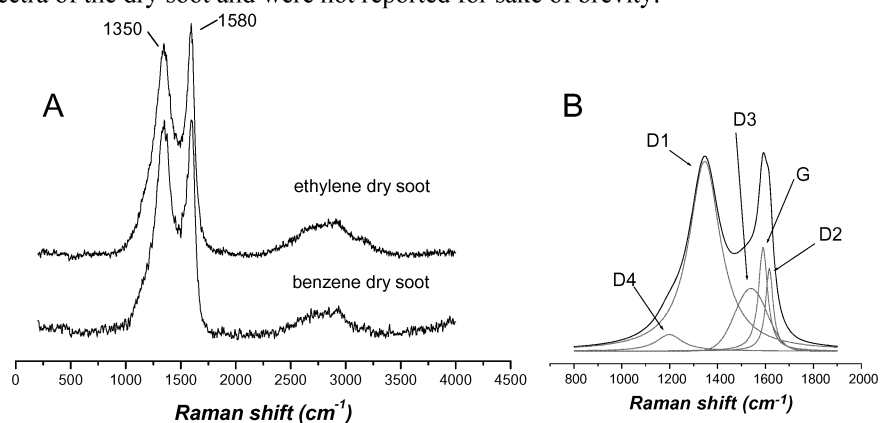 ectra of the dry soot and were not reported for sake of brevity.
1350
1580
A
ethylene dry soot
benzene dry soot
0 500 1000 1500 2000 2500 3000 3500 4000 4500
Raman shift (cm-1)
B
D1
D3
G
D2
D4
800 1000 1200 1400 1600 1800 2000
Raman shift (cm-1)